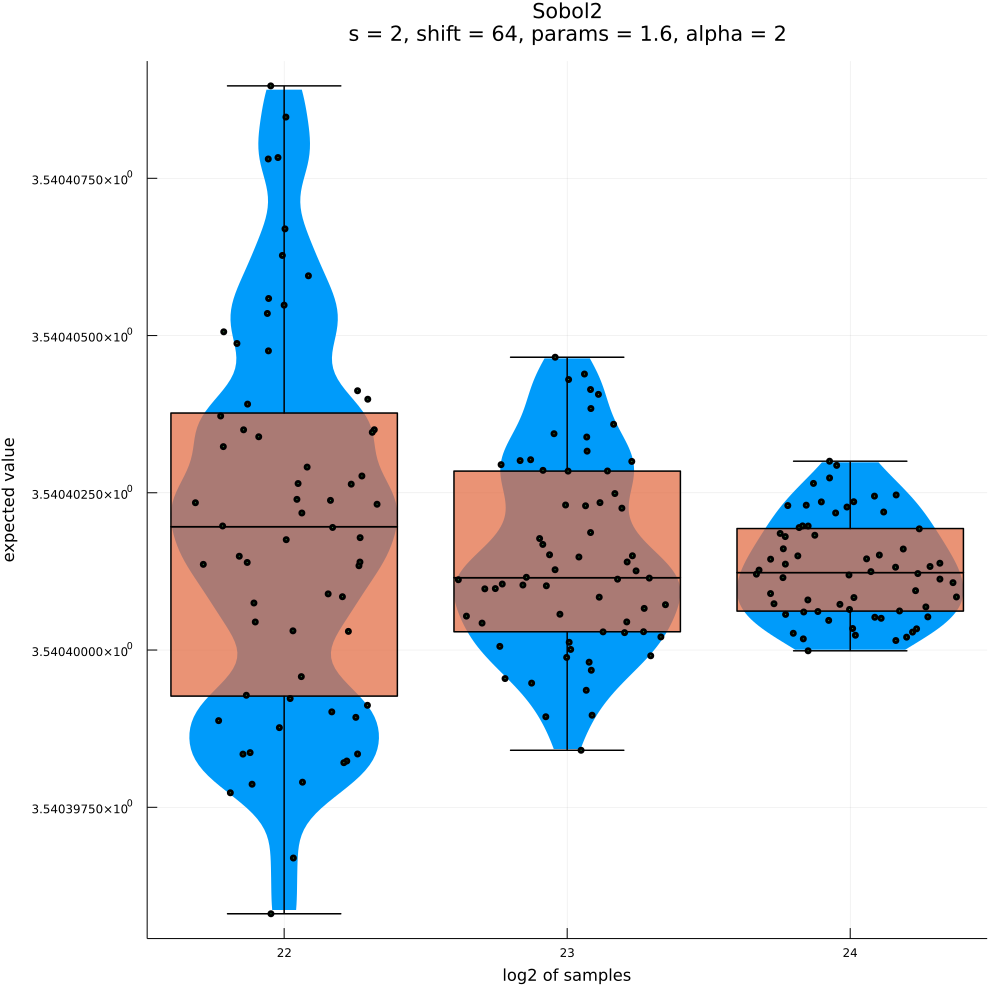 Sobol2
s = 2, shift = 64, params = 1.6, alpha = 2
expected value
3.54040750×10⁰
3.54040500×10⁰
3.54040250×10⁰
3.54040000×10⁰
3.54039750×10⁰
22 23 24
log2 of samples